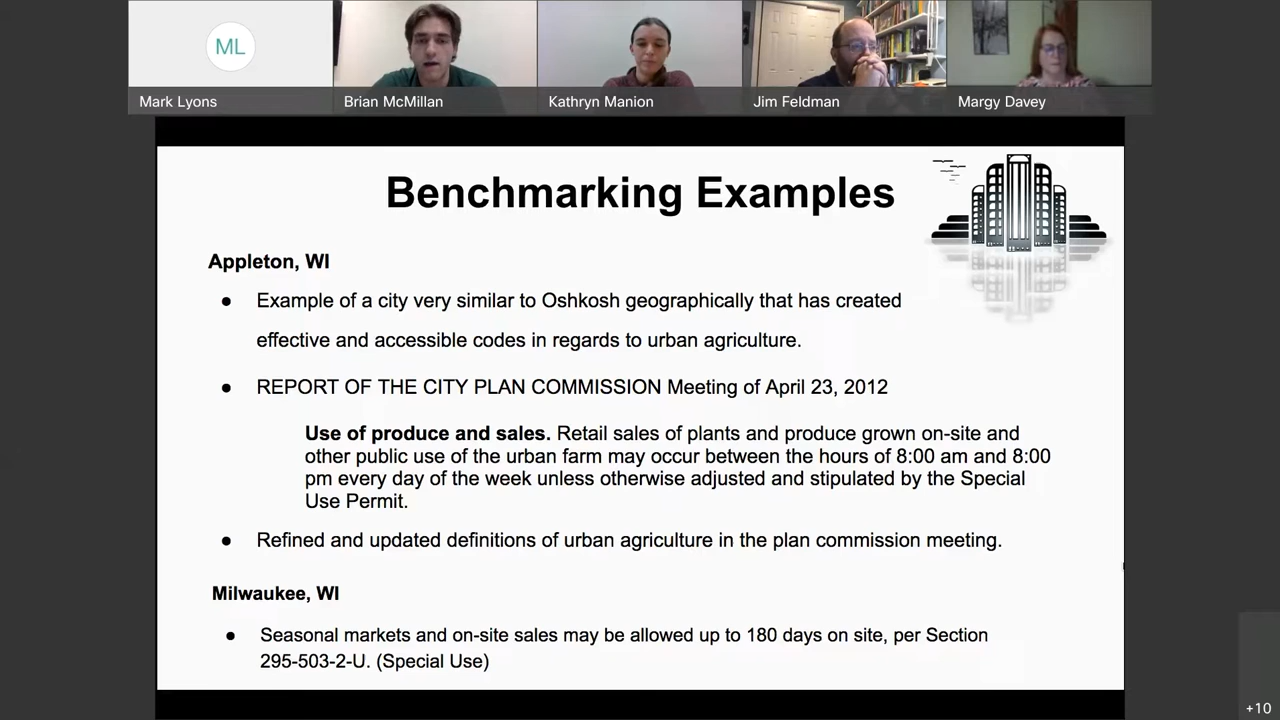 ML
Mark Lyons
Brian McMillan
Kathryn Manion
Jim Feldman
Margy Davey
Benchmarking Examples
Appleton, WI
● Example of a city very similar to Oshkosh geographically that has created
effective and accessible codes in regards to urban agriculture.
● REPORT OF THE CITY PLAN COMMISSION Meeting of April 23, 2012
Use of produce and sales. Retail sales of plants and produce grown on-site and
other public use of the urban farm may occur between the hours of 8:00 am and 8:00
pm every day of the week unless otherwise adjusted and stipulated by the Special
Use Permit.
● Refined and updated definitions of urban agriculture in the plan commission meeting.
Milwaukee, WI
● Seasonal markets and on-site sales may be allowed up to 180 days on site, per Section
295-503-2-U. (Special Use)
+10